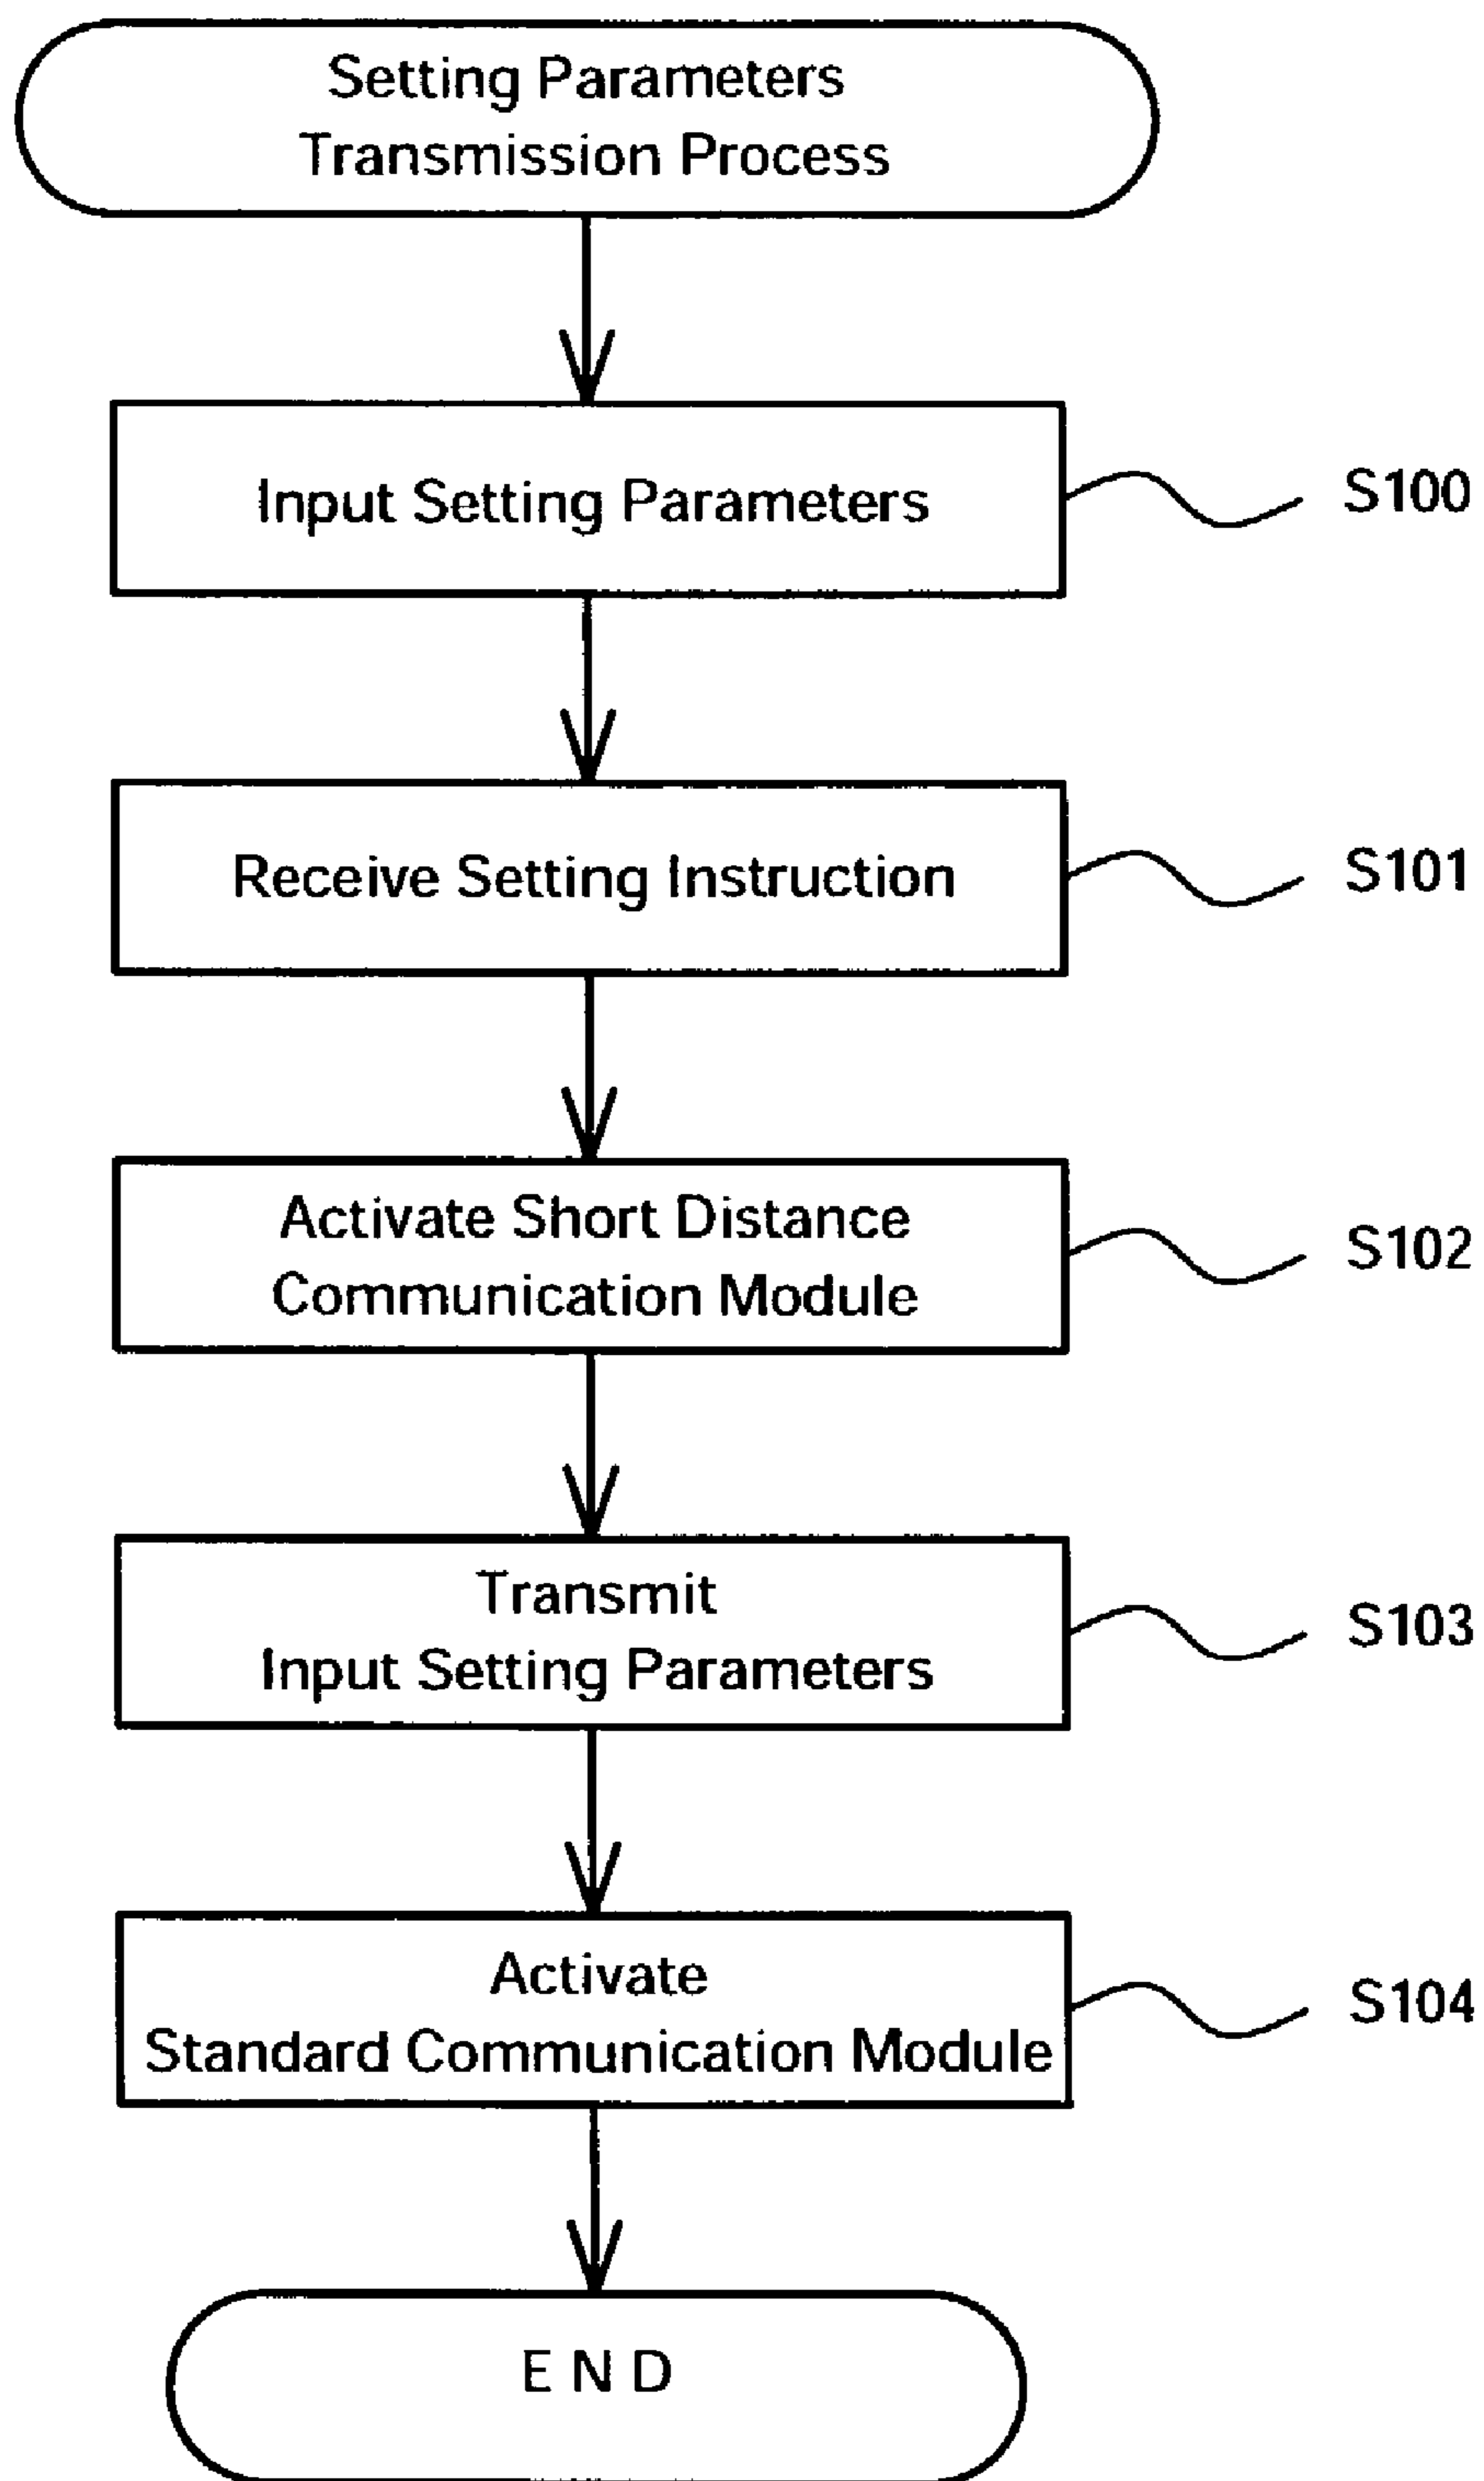 Setting Parameters
Transmission Process
Input Setting Parameters
S100
Receive Setting Instruction
S101
Activate Short Distance
Communication Module
S102
Transmit
Input Setting Parameters
S103
Activate
Standard Communication Module
S104
END